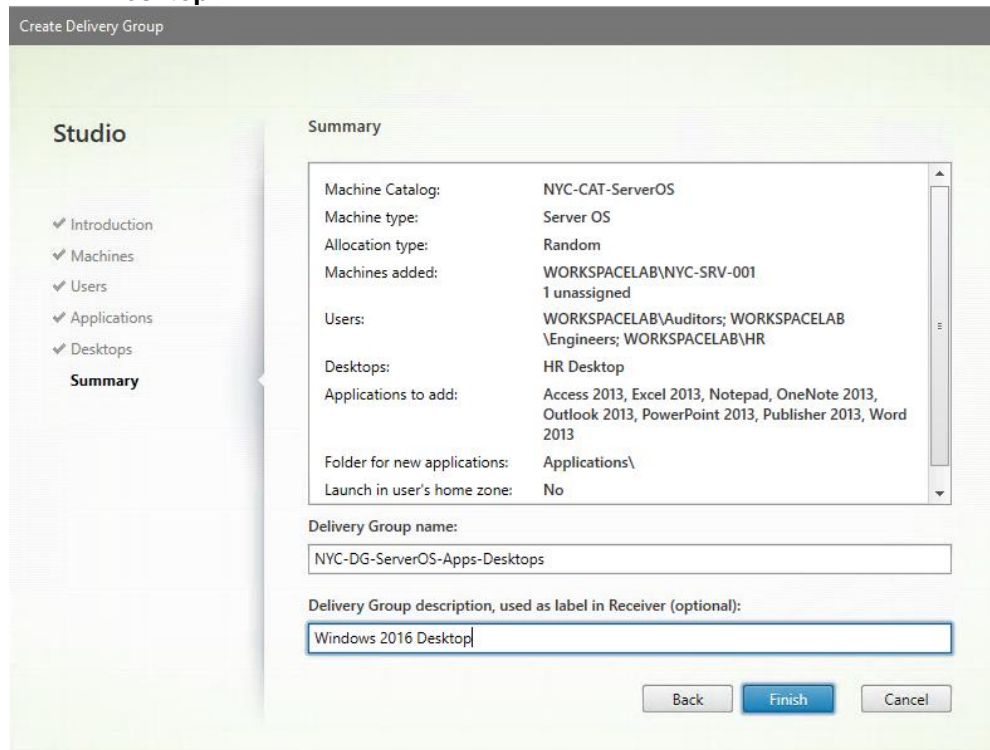 Create Delivery Group
Studio
Introduction
Machines
Users
Applications
Desktops
Summary
Summary
Machine Catalog: NYC-CAT-ServerOS
Machine type: Server OS
Allocation type: Random
Machines added: WORKSPACELAB\NYC-SRV-001
1 unassigned
Users: WORKSPACELAB\Auditors; WORKSPACELAB
\Engineers; WORKSPACELAB\HR
Desktops: HR Desktop
Applications to add: Access 2013, Excel 2013, Notepad, OneNote 2013,
Outlook 2013, PowerPoint 2013, Publisher 2013, Word
2013
Folder for new applications: Applications\
Launch in user's home zone: No
Delivery Group name:
NYC-DG-ServerOS-Apps-Desktops
Delivery Group description, used as label in Receiver (optional):
Windows 2016 Desktop
Back Finish Cancel